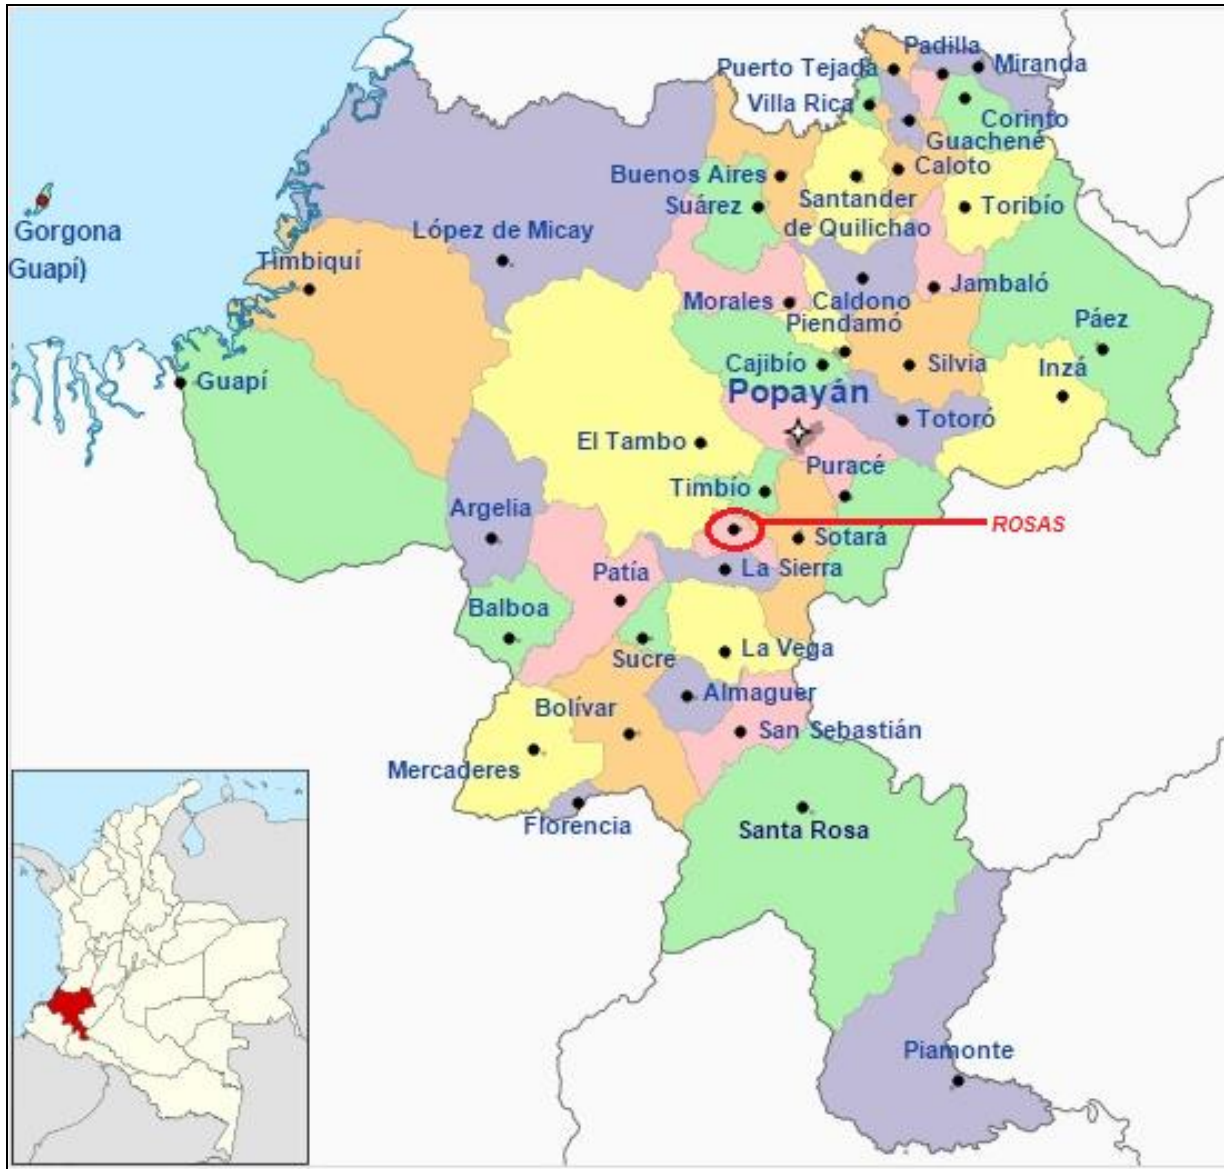 Padilla
Puerto Tejada
Miranda
Villa Rica
Corinto
Guachené
Buenos Aires
Caloto
Suárez
Santander
de Quilichao
Toribío
Gorgona
Guapí)
Timbiquí
López de Micay
Morales
Caldono
Jambaló
Piendamó
Páez
Guapí
Cajibío
Silvia
Inzá
Popayán
Totoró
El Tambo
Puracé
Timbío
Argelia
ROSAS
Sotará
Patía
La Sierra
Balboa
Sucre
La Vega
Almaguer
Bolívar
San Sebastián
Mercaderes
Florencia
Santa Rosa
Piamonte